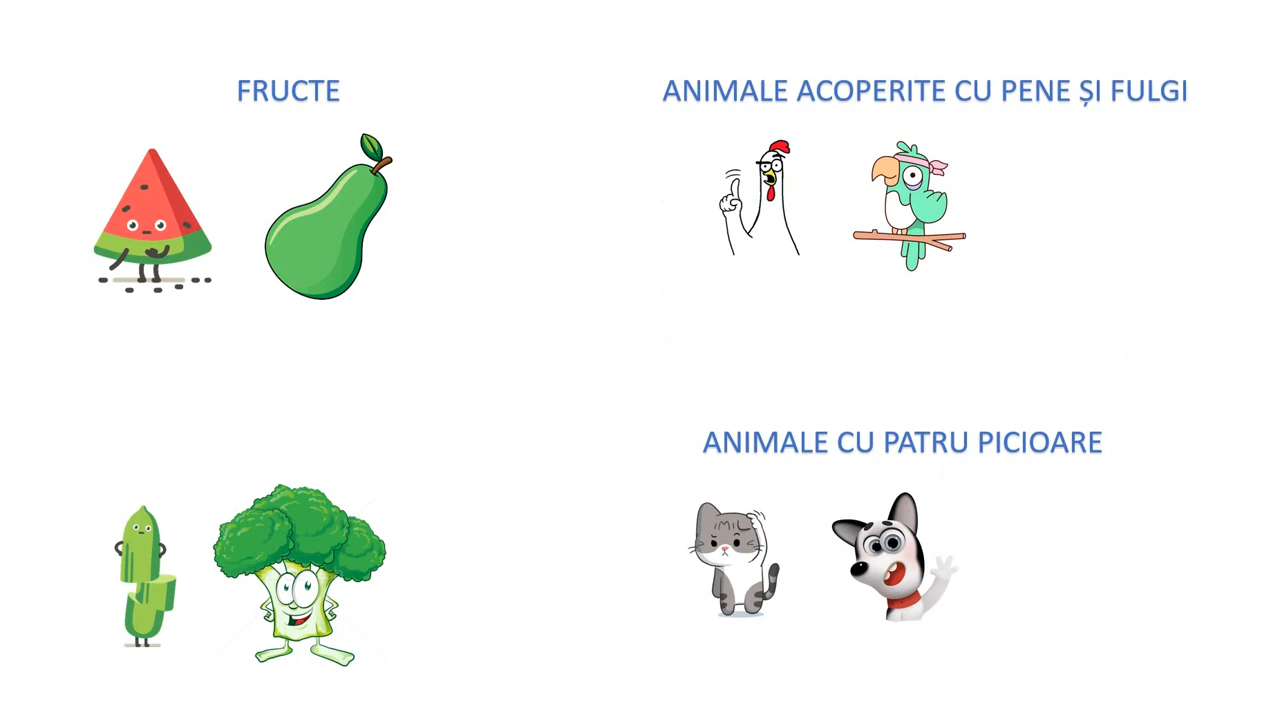 FRUCTE
ANIMALE ACOPERITE CU PENE ȘI FULGI
ANIMALE CU PATRU PICIOARE